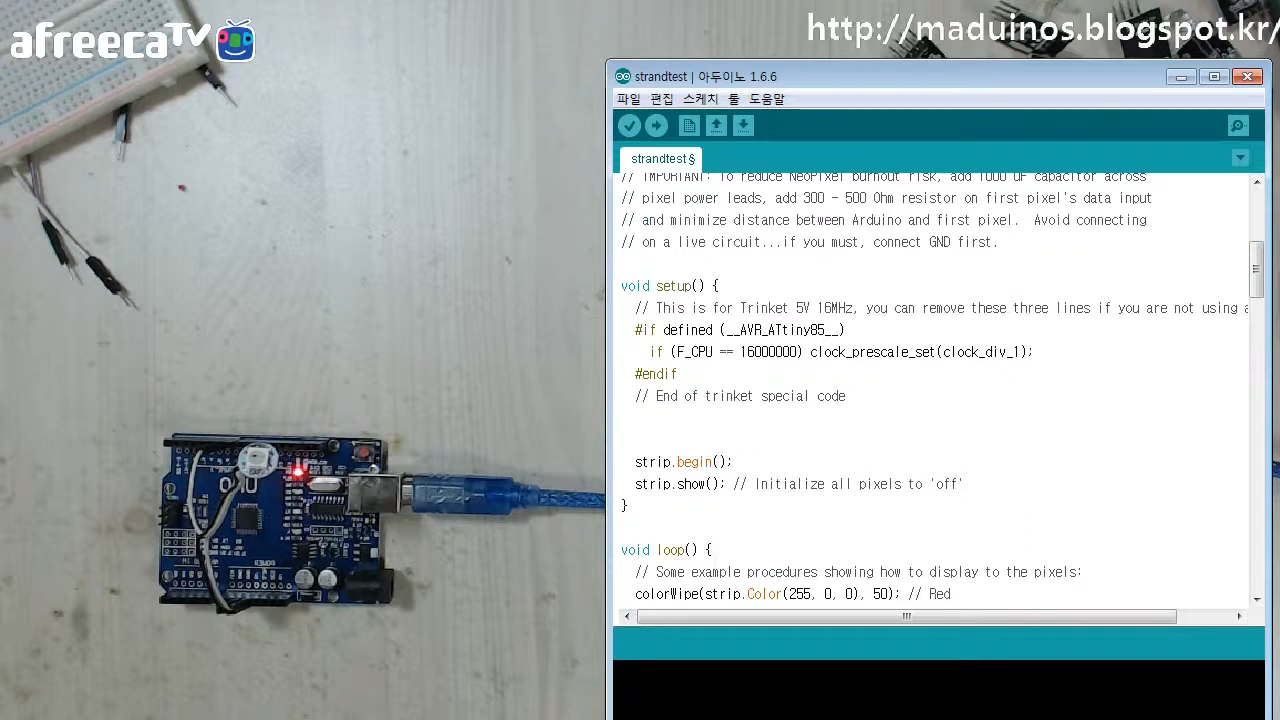 afreecaTV
http://maduinos.blogspot.kr/
strandtest | 아두이노 1.6.6
파일 편집 스케치 툴 도움말
strandtest§
// IMPORTANT: To reduce NeoPixel burnout risk, add 1000 uF capacitor across
// pixel power leads, add 300 - 500 Ohm resistor on first pixel's data input
// and minimize distance between Arduino and first pixel.  Avoid connecting
// on a live circuit...if you must, connect GND first.
void setup() {
// This is for Trinket 5V 16MHz, you can remove these three lines if you are not using
#if defined (__AVR_ATtiny85__)
if (F_CPU == 16000000) clock_prescale_set(clock_div_1);
#endif
// End of trinket special code
strip.begin();
strip.show(); // Initialize all pixels to 'off'
}
void loop() {
// Some example procedures showing how to display to the pixels:
colorWipe(strip.Color(255, 0, 0), 50); // Red